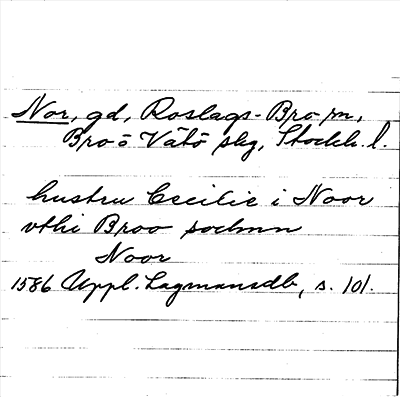 Nor, gd, Roslags-Bro sn,
Bro o Vätö skg, Stockh. l.
hustru Cecilie i Noor
vthi Broo sochnn
Noor
1586 Uppl. Lagmansdb, s. 101.